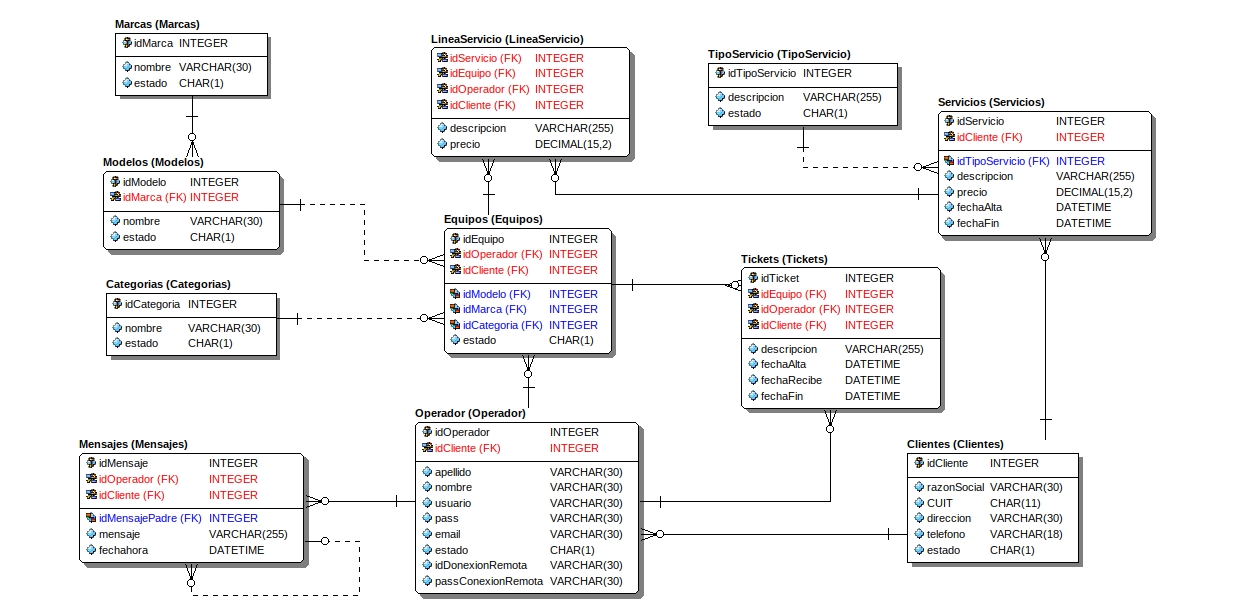 Marcas (Marcas)
idMarca INTEGER
nombre VARCHAR(30)
estado CHAR(1)
LineaServicio (LineaServicio)
idServicio (FK) INTEGER
idEquipo (FK) INTEGER
idOperador (FK) INTEGER
idCliente (FK) INTEGER
descripcion VARCHAR(255)
precio DECIMAL(15,2)
TipoServicio (TipoServicio)
idTipoServicio INTEGER
descripcion VARCHAR(255)
estado CHAR(1)
Servicios (Servicios)
idServicio INTEGER
idCliente (FK) INTEGER
idTipoServicio (FK) INTEGER
descripcion VARCHAR(255)
precio DECIMAL(15,2)
fechaAlta DATETIME
fechaFin DATETIME
Modelos (Modelos)
idModelo INTEGER
idMarca (FK) INTEGER
nombre VARCHAR(30)
estado CHAR(1)
Equipos (Equipos)
idEquipo INTEGER
idOperador (FK) INTEGER
idCliente (FK) INTEGER
idModelo (FK) INTEGER
idMarca (FK) INTEGER
idCategoria (FK) INTEGER
estado CHAR(1)
Tickets (Tickets)
idTicket INTEGER
idEquipo (FK) INTEGER
idOperador (FK) INTEGER
idCliente (FK) INTEGER
descripcion VARCHAR(255)
fechaAlta DATETIME
fechaRecibe DATETIME
fechaFin DATETIME
Categorias (Categorias)
idCategoria INTEGER
nombre VARCHAR(30)
estado CHAR(1)
Mensajes (Mensajes)
idMensaje INTEGER
idOperador (FK) INTEGER
idCliente (FK) INTEGER
idMensajePadre (FK) INTEGER
mensaje VARCHAR(255)
fechahora DATETIME
Operador (Operador)
idOperador INTEGER
idCliente (FK) INTEGER
apellido VARCHAR(30)
nombre VARCHAR(30)
usuario VARCHAR(30)
pass VARCHAR(30)
email VARCHAR(30)
estado CHAR(1)
idDonexionRemota VARCHAR(30)
passConexionRemota VARCHAR(30)
Clientes (Clientes)
idCliente INTEGER
razonSocial VARCHAR(30)
CUIT CHAR(11)
direccion VARCHAR(30)
telefono VARCHAR(18)
estado CHAR(1)